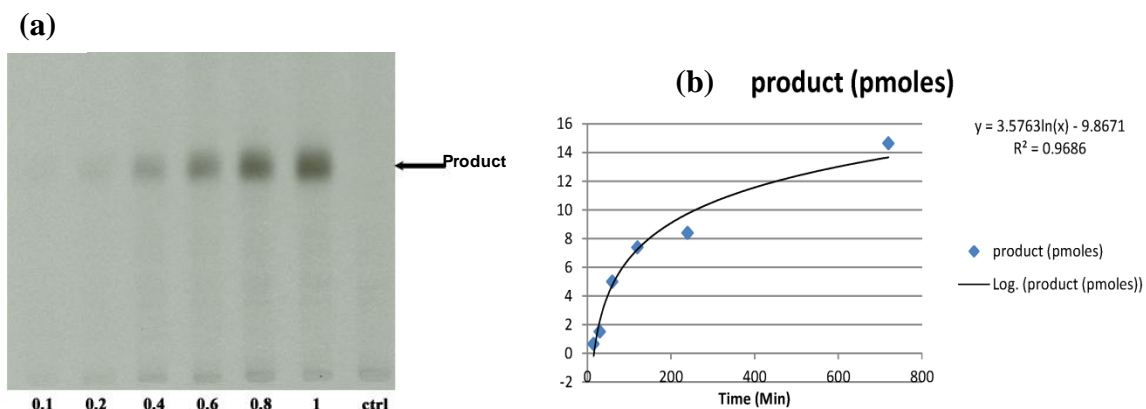 (a)
Product
0.1 0.2 0.4 0.6 0.8 1 ctrl
(b) product (pmoles)
y = 3.5763ln(x) - 9.8671
R² = 0.9686
16
14
12
10
8
6
4
2
0
-2
0 200 400 600 800
Time (Min)
product (pmoles)
Log. (product (pmoles))